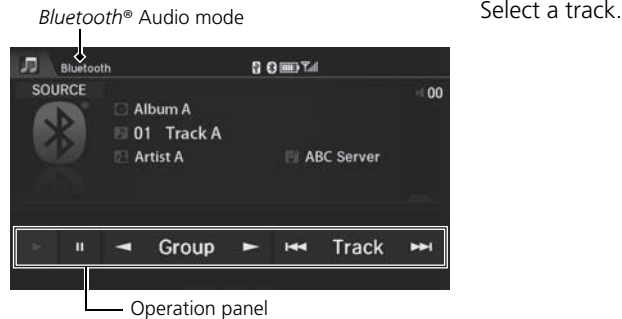 Bluetooth® Audio mode
Select a track.
Bluetooth
SOURCE
00
Album A
01 Track A
Artist A
ABC Server
Group
Track
Operation panel